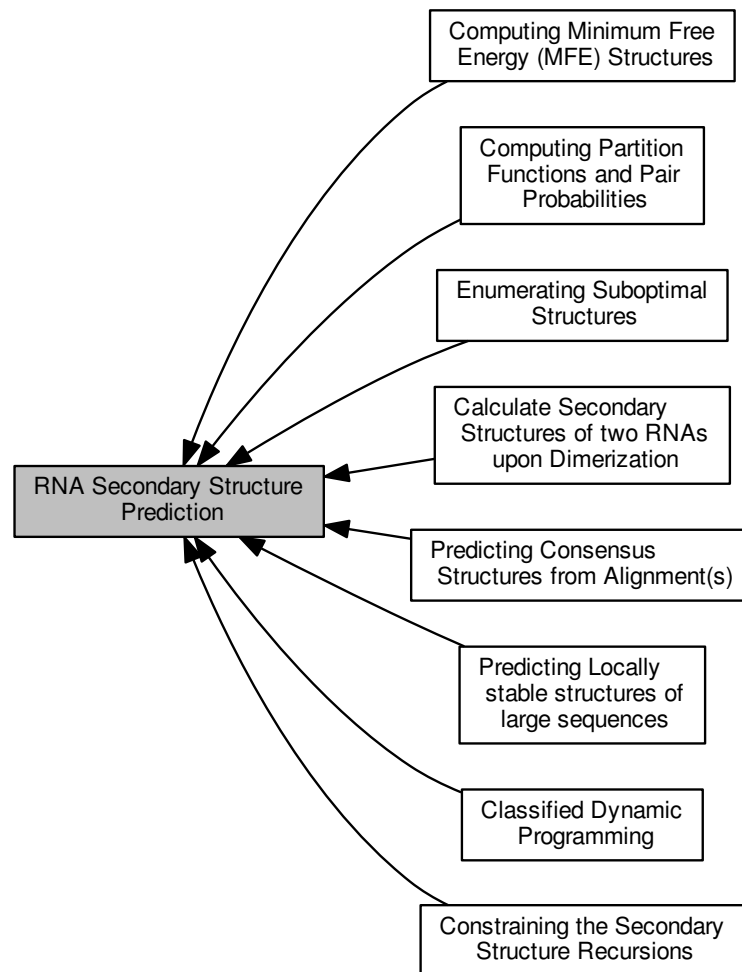 Computing Minimum Free
Energy (MFE) Structures
Computing Partition
Functions and Pair
Probabilities
Enumerating Suboptimal
Structures
Calculate Secondary
Structures of two RNAs
upon Dimerization
RNA Secondary Structure
Prediction
Predicting Consensus
Structures from Alignment(s)
Predicting Locally
stable structures of
large sequences
Classified Dynamic
Programming
Constraining the Secondary
Structure Recursions